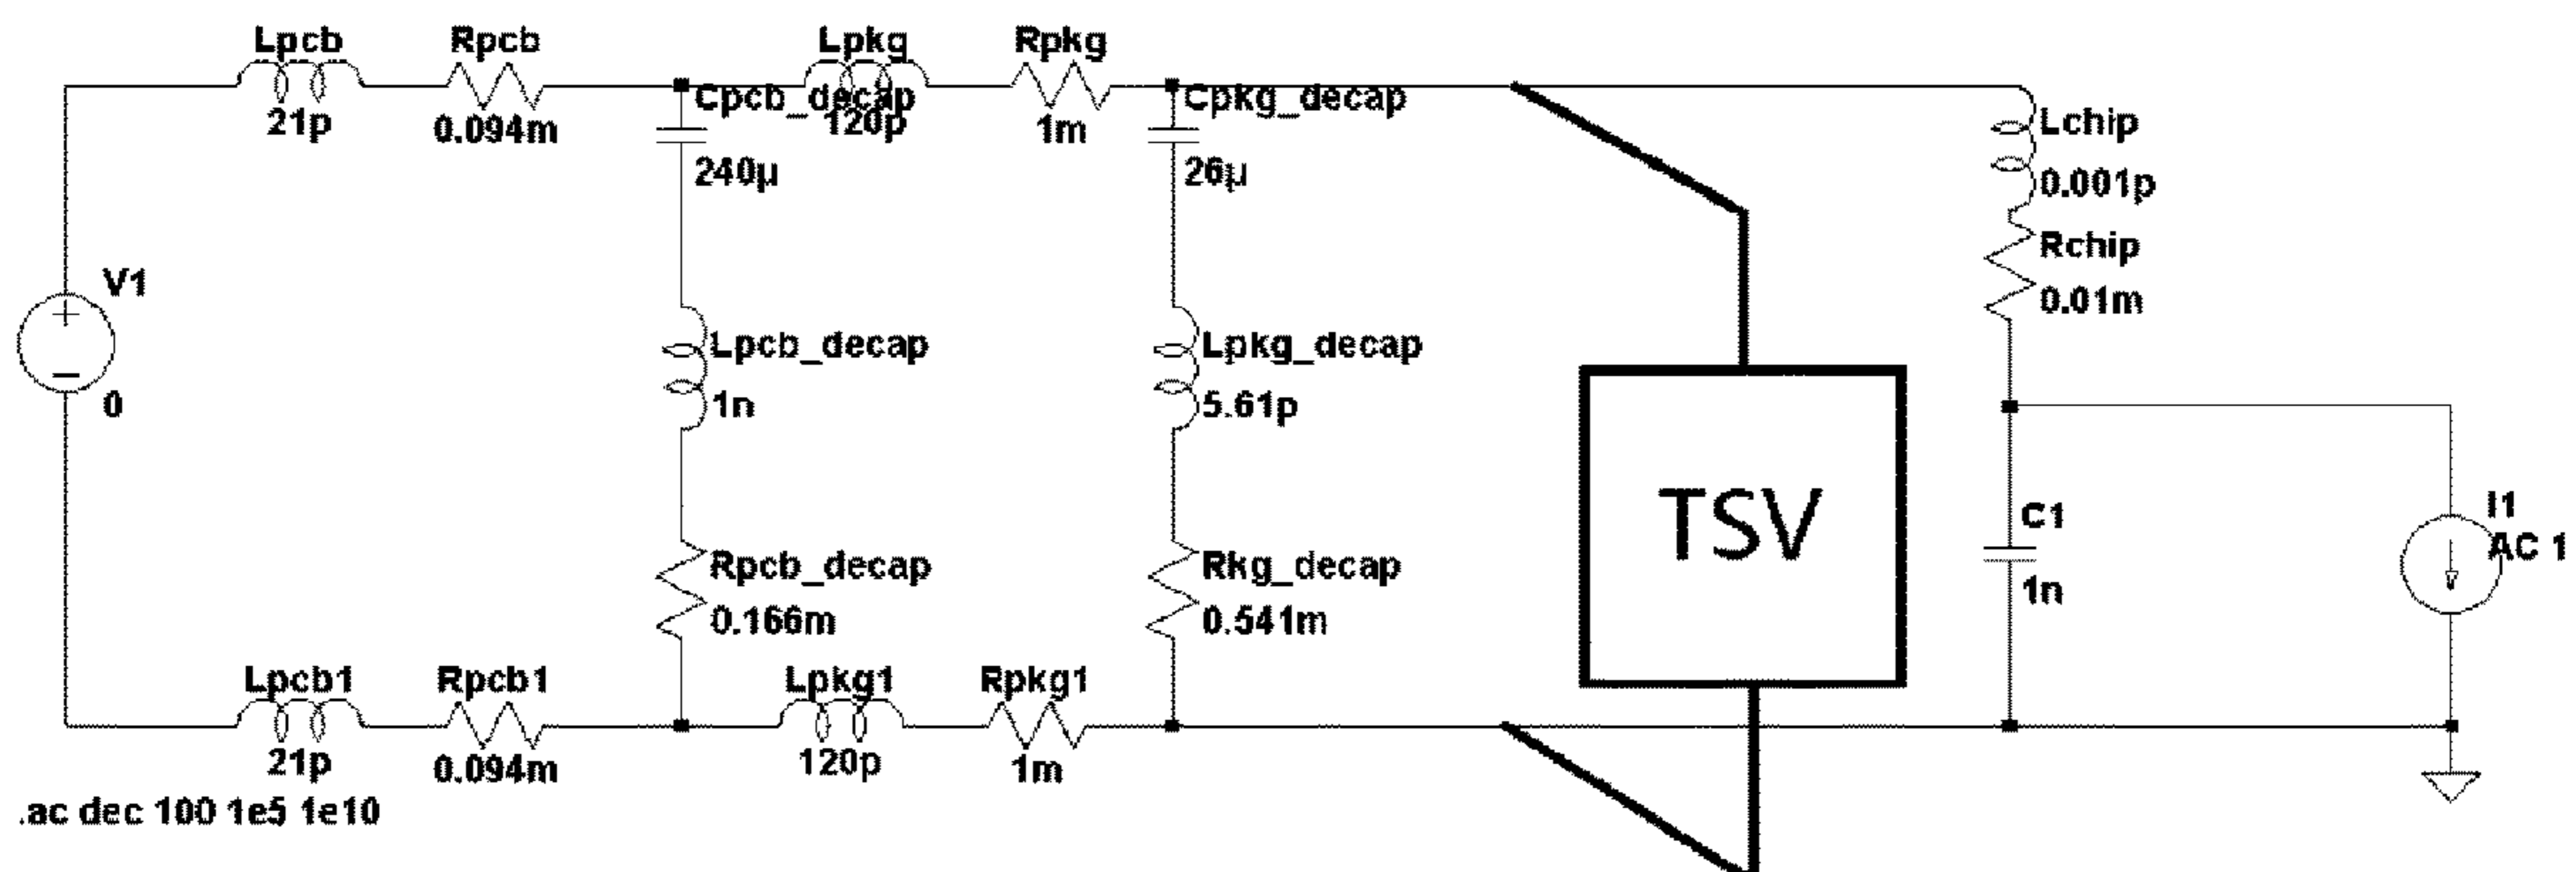 Lpcb
21p
Rpcb
0.094m
Lpkg
120p
Rpkg
1m
Cpcb_decap
240µ
Cpkg_decap
26µ
Lchip
0.001p
Rchip
0.01m
V1
0
Lpcb_decap
1n
Lpkg_decap
5.61p
TSV
C1
1n
I1
AC 1
Rpcb_decap
0.166m
Rkg_decap
0.541m
Lpcb1
21p
Rpcb1
0.094m
Lpkg1
120p
Rpkg1
1m
.ac dec 100 1e5 1e10